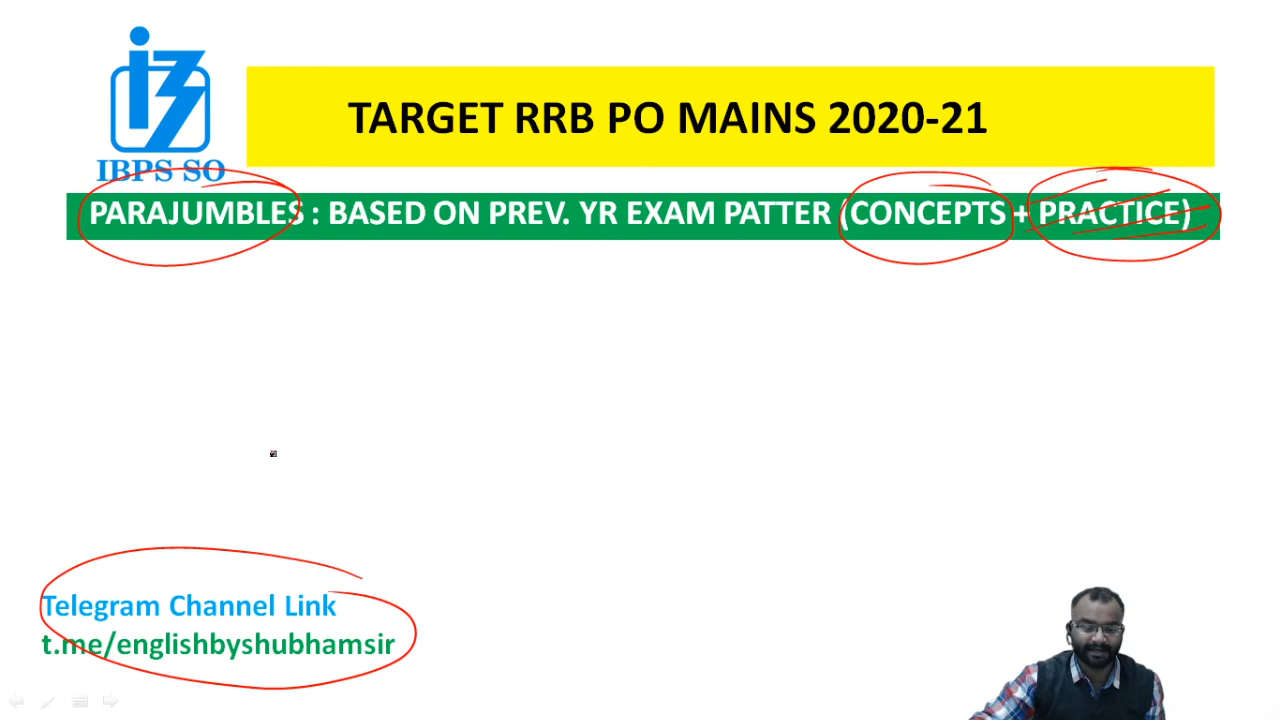 IBPS SO
TARGET RRB PO MAINS 2020-21
PARAJUMBLES : BASED ON PREV. YR EXAM PATTER (CONCEPTS + PRACTICE)
Telegram Channel Link
t.me/englishbyshubhamsir